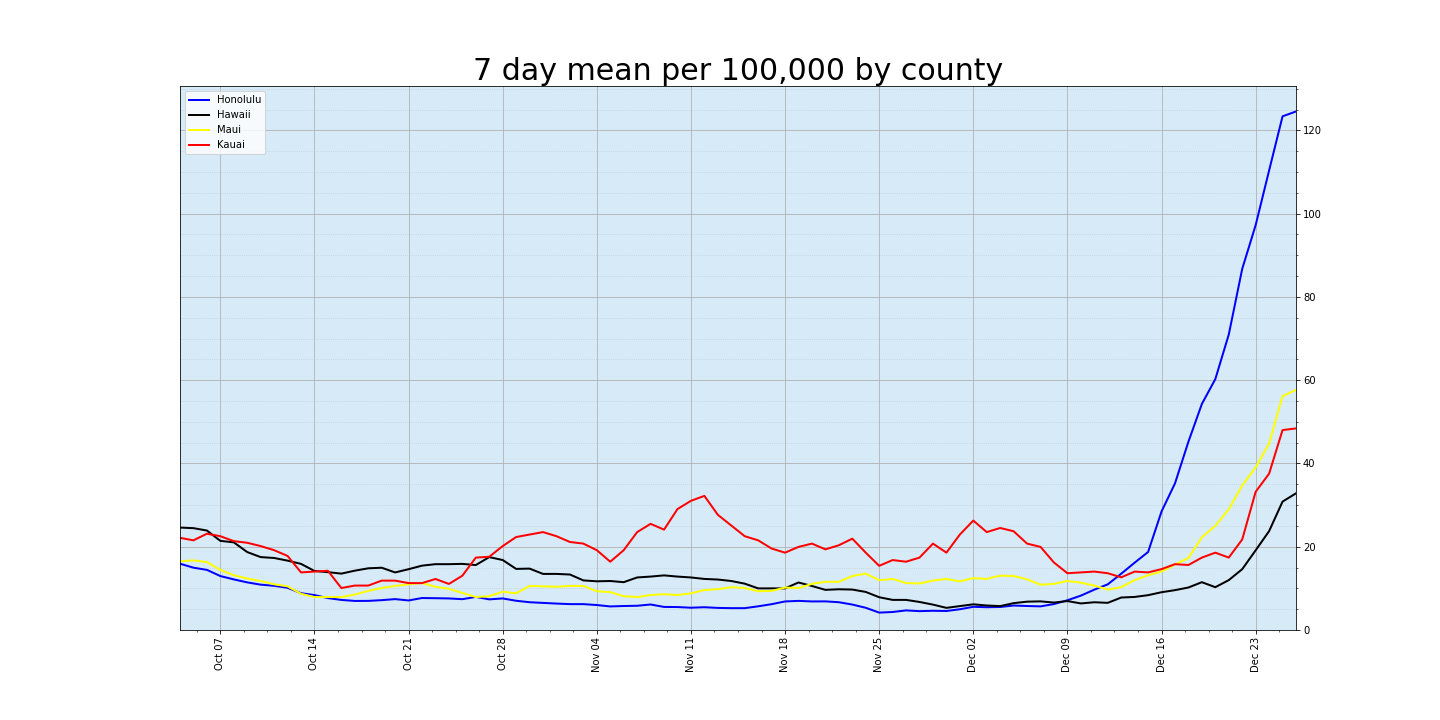 7 day mean per 100,000 by county
Honolulu
Hawaii
Maui
Kauai
120
100
80
60
40
20
0
Oct 07
Oct 14
Oct 21
Oct 28
Nov 04
Nov 11
Nov 18
Nov 25
Dec 02
Dec 09
Dec 16
Dec 23